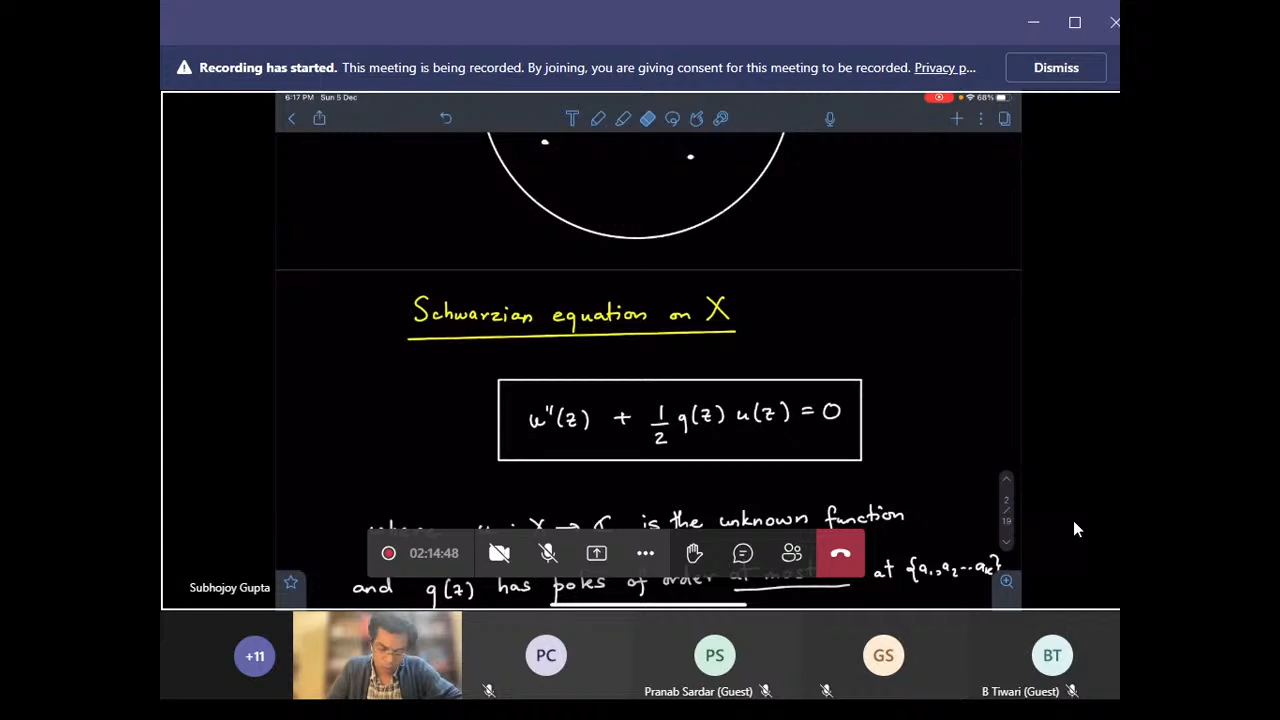 Recording has started. This meeting is being recorded. By joining, you are giving consent for this meeting to be recorded. Privacy p... Dismiss
6:17 PM Sun 5 Dec 68%
Schwarzian equation on X
u"(z) + 1/2 q(z) u(z) = 0
is the unknown function
2
19
02:14:48
and q(z) has poles of order at most at {a1, a2 ... ak}
Subhojoy Gupta
+11 PC PS GS BT
Pranab Sardar (Guest) B Tiwari (Guest)